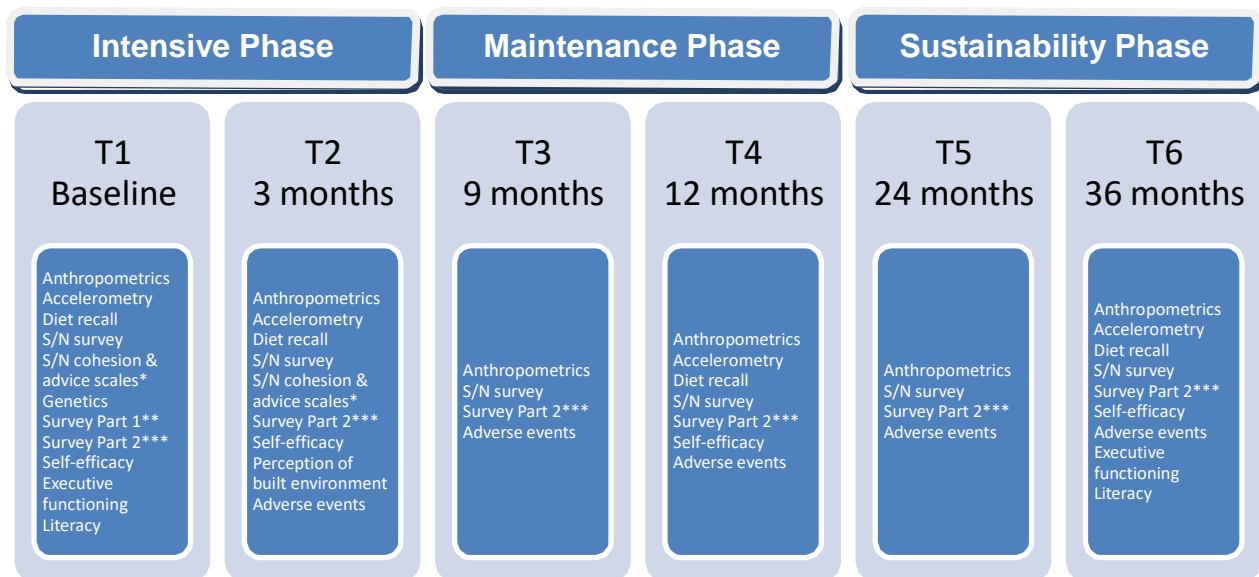 Intensive Phase
Maintenance Phase
Sustainability Phase
T1
Baseline
Anthropometrics
Accelerometry
Diet recall
S/N survey
S/N cohesion &
advice scales*
Genetics
Survey Part 1**
Survey Part 2***
Self-efficacy
Executive
functioning
Literacy
T2
3 months
Anthropometrics
Accelerometry
Diet recall
S/N survey
S/N cohesion &
advice scales*
Survey Part 2***
Self-efficacy
Perception of
built environment
Adverse events
T3
9 months
Anthropometrics
S/N survey
Survey Part 2***
Adverse events
T4
12 months
Anthropometrics
Accelerometry
Diet recall
S/N survey
Survey Part 2***
Self-efficacy
Adverse events
T5
24 months
Anthropometrics
S/N survey
Survey Part 2***
Adverse events
T6
36 months
Anthropometrics
Accelerometry
Diet recall
S/N survey
Survey Part 2***
Self-efficacy
Adverse events
Executive
functioning
Literacy